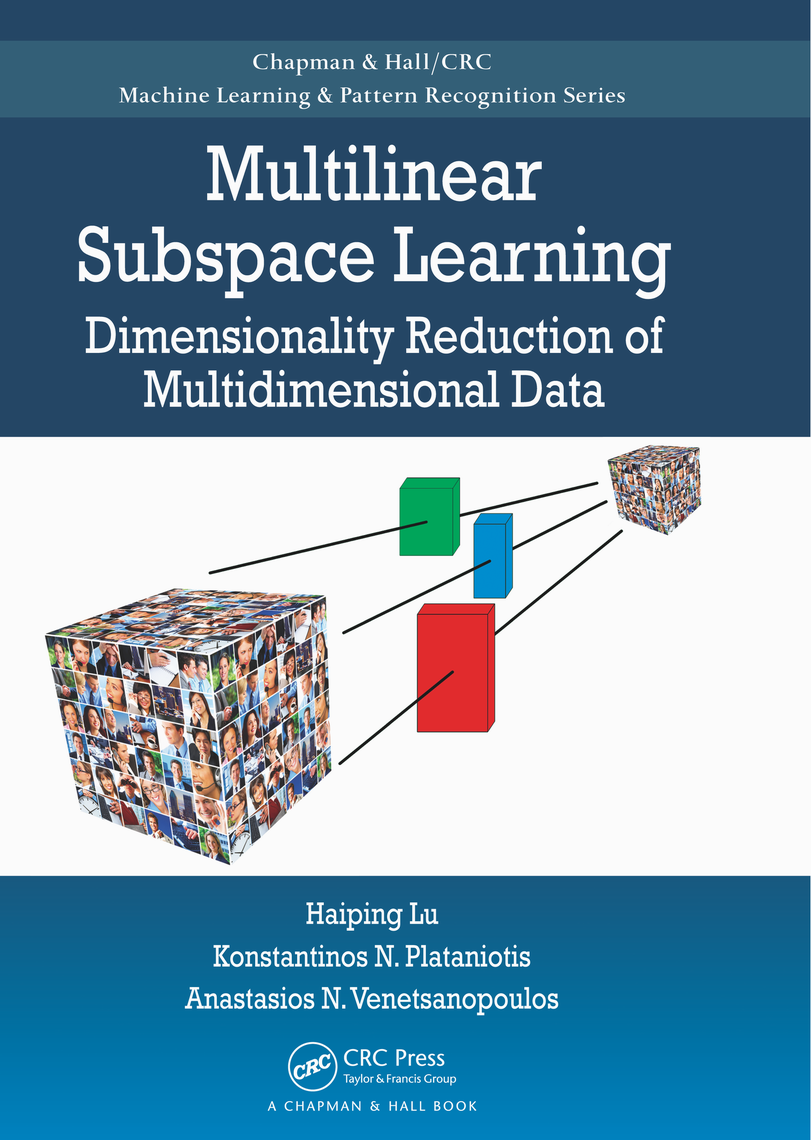 Chapman & Hall/CRC
Machine Learning & Pattern Recognition Series
Multilinear
Subspace Learning
Dimensionality Reduction of
Multidimensional Data
Haiping Lu
Konstantinos N. Plataniotis
Anastasios N. Venetsanopoulos
CRC
CRC Press
Taylor & Francis Group
A CHAPMAN & HALL BOOK